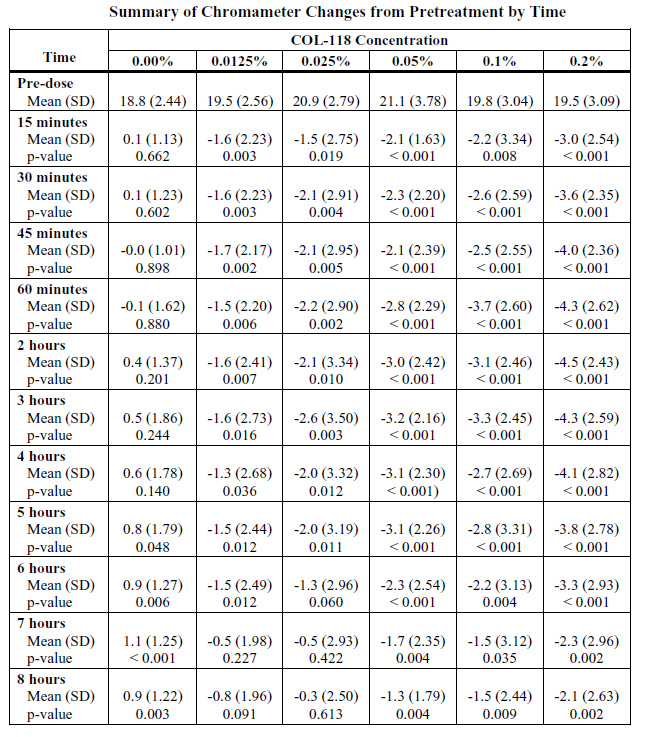 Summary of Chromameter Changes from Pretreatment by Time
COL-118 Concentration
Time 0.00% 0.0125% 0.025% 0.05% 0.1% 0.2%
Pre-dose
Mean (SD) 18.8 (2.44) 19.5 (2.56) 20.9 (2.79) 21.1 (3.78) 19.8 (3.04) 19.5 (3.09)
15 minutes
Mean (SD) 0.1 (1.13) -1.6 (2.23) -1.5 (2.75) -2.1 (1.63) -2.2 (3.34) -3.0 (2.54)
p-value 0.662 0.003 0.019 < 0.001 0.008 < 0.001
30 minutes
Mean (SD) 0.1 (1.23) -1.6 (2.23) -2.1 (2.91) -2.3 (2.20) -2.6 (2.59) -3.6 (2.35)
p-value 0.602 0.003 0.004 < 0.001 < 0.001 < 0.001
45 minutes
Mean (SD) -0.0 (1.01) -1.7 (2.17) -2.1 (2.95) -2.1 (2.39) -2.5 (2.55) -4.0 (2.36)
p-value 0.898 0.002 0.005 < 0.001 < 0.001 < 0.001
60 minutes
Mean (SD) -0.1 (1.62) -1.5 (2.20) -2.2 (2.90) -2.8 (2.29) -3.7 (2.60) -4.3 (2.62)
p-value 0.880 0.006 0.002 < 0.001 < 0.001 < 0.001
2 hours
Mean (SD) 0.4 (1.37) -1.6 (2.41) -2.1 (3.34) -3.0 (2.42) -3.1 (2.46) -4.5 (2.43)
p-value 0.201 0.007 0.010 < 0.001 < 0.001 < 0.001
3 hours
Mean (SD) 0.5 (1.86) -1.6 (2.73) -2.6 (3.50) -3.2 (2.16) -3.3 (2.45) -4.3 (2.59)
p-value 0.244 0.016 0.003 < 0.001 < 0.001 < 0.001
4 hours
Mean (SD) 0.6 (1.78) -1.3 (2.68) -2.0 (3.32) -3.1 (2.30) -2.7 (2.69) -4.1 (2.82)
p-value 0.140 0.036 0.012 < 0.001) < 0.001 < 0.001
5 hours
Mean (SD) 0.8 (1.79) -1.5 (2.44) -2.0 (3.19) -3.1 (2.26) -2.8 (3.31) -3.8 (2.78)
p-value 0.048 0.012 0.011 < 0.001 < 0.001 < 0.001
6 hours
Mean (SD) 0.9 (1.27) -1.5 (2.49) -1.3 (2.96) -2.3 (2.54) -2.2 (3.13) -3.3 (2.93)
p-value 0.006 0.012 0.060 < 0.001 0.004 < 0.001
7 hours
Mean (SD) 1.1 (1.25) -0.5 (1.98) -0.5 (2.93) -1.7 (2.35) -1.5 (3.12) -2.3 (2.96)
p-value < 0.001 0.227 0.422 0.004 0.035 0.002
8 hours
Mean (SD) 0.9 (1.22) -0.8 (1.96) -0.3 (2.50) -1.3 (1.79) -1.5 (2.44) -2.1 (2.63)
p-value 0.003 0.091 0.613 0.004 0.009 0.002